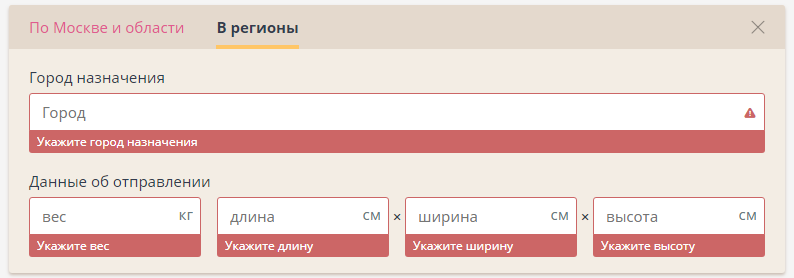 По Москве и области В регионы
Город назначения
Город
Укажите город назначения
Данные об отправлении
вес кг длина см × ширина см × высота см
Укажите вес Укажите длину Укажите ширину Укажите высоту